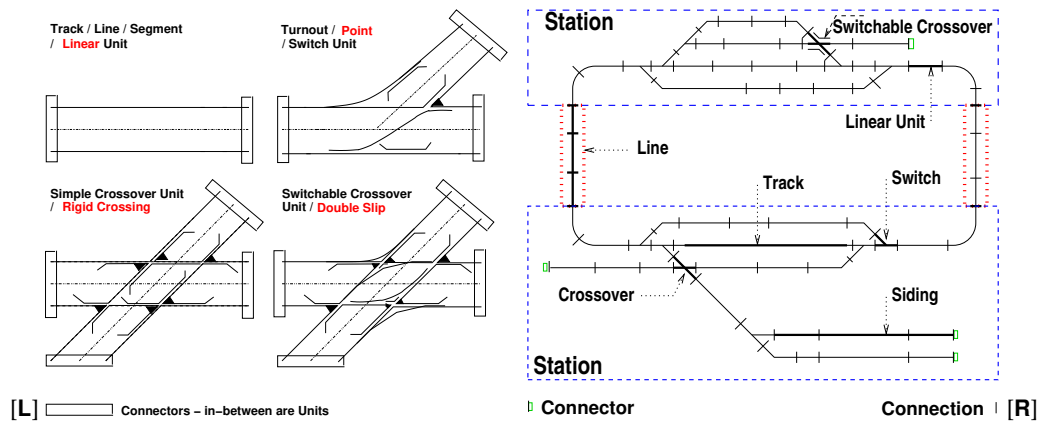 Track / Line / Segment
/ Linear Unit
Turnout / Point
/ Switch Unit
Simple Crossover Unit
/ Rigid Crossing
Switchable Crossover
Unit / Double Slip
[L]
Connectors – in-between are Units
Station
Switchable Crossover
Linear Unit
Line
Track
Switch
Crossover
Siding
Station
Connector
Connection
[R]